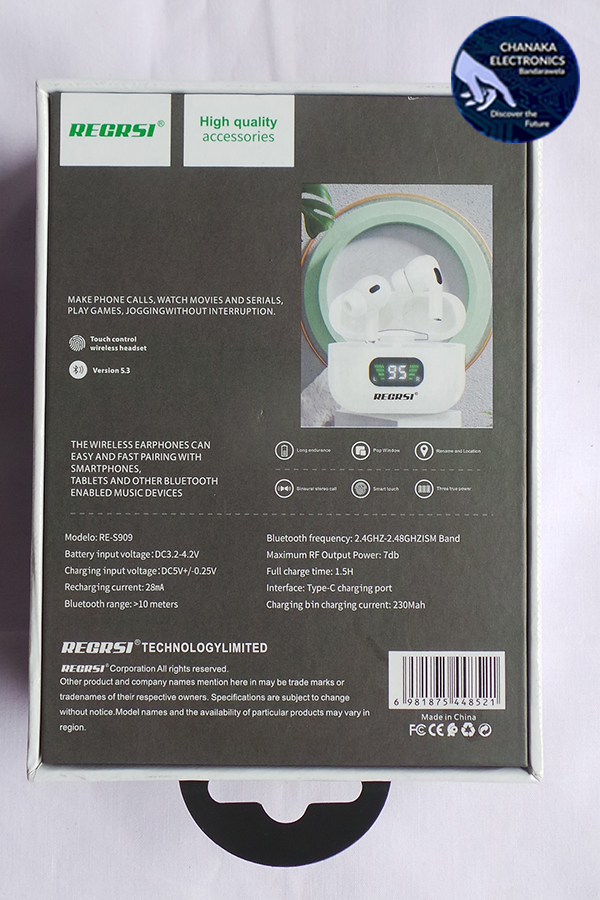 CHANAKA
ELECTRONICS
Bandarawela
Discover the
Future
REGRSI®
High quality
accessories
MAKE PHONE CALLS, WATCH MOVIES AND SERIALS,
PLAY GAMES, JOGGINGWITHOUT INTERRUPTION.
Touch control
wireless headset
Version 5.3
95
L
R
REGRSI®
THE WIRELESS EARPHONES CAN
EASY AND FAST PAIRING WITH
SMARTPHONES,
TABLETS AND OTHER BLUETOOTH
ENABLED MUSIC DEVICES
Long endurance
Pop Window
Rename and Location
Binaural stereo call
Smart touch
Three true power
Modelo: RE-S909
Battery input voltage:DC3.2-4.2V
Charging input voltage:DC5V+/-0.25V
Recharging current: 28mA
Bluetooth range: >10 meters
Bluetooth frequency: 2.4GHZ-2.48GHZISM Band
Maximum RF Output Power: 7db
Full charge time: 1.5H
Interface: Type-C charging port
Charging bin charging current: 230Mah
REGRSI® TECHNOLOGYLIMITED
REGRSI® Corporation All rights reserved.
Other product and company names mention here in may be trade marks or
tradenames of their respective owners. Specifications are subject to change
without notice.Model names and the availability of particular products may vary in
region.
6 981875 448521
Made in China
FC CE